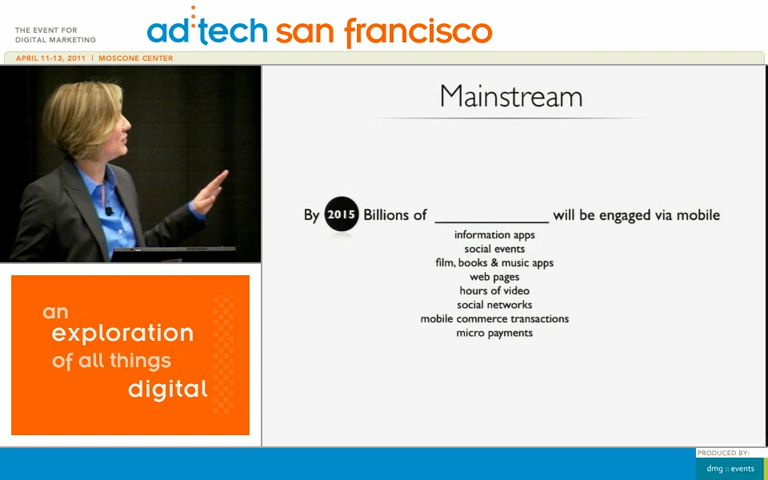 THE EVENT FOR
DIGITAL MARKETING
ad:tech san francisco
APRIL 11-13, 2011 | MOSCONE CENTER
Mainstream
By 2015 Billions of ____________ will be engaged via mobile
information apps
social events
film, books & music apps
web pages
hours of video
social networks
mobile commerce transactions
micro payments
an
exploration
of all things
digital
PRODUCED BY:
dmg :: events